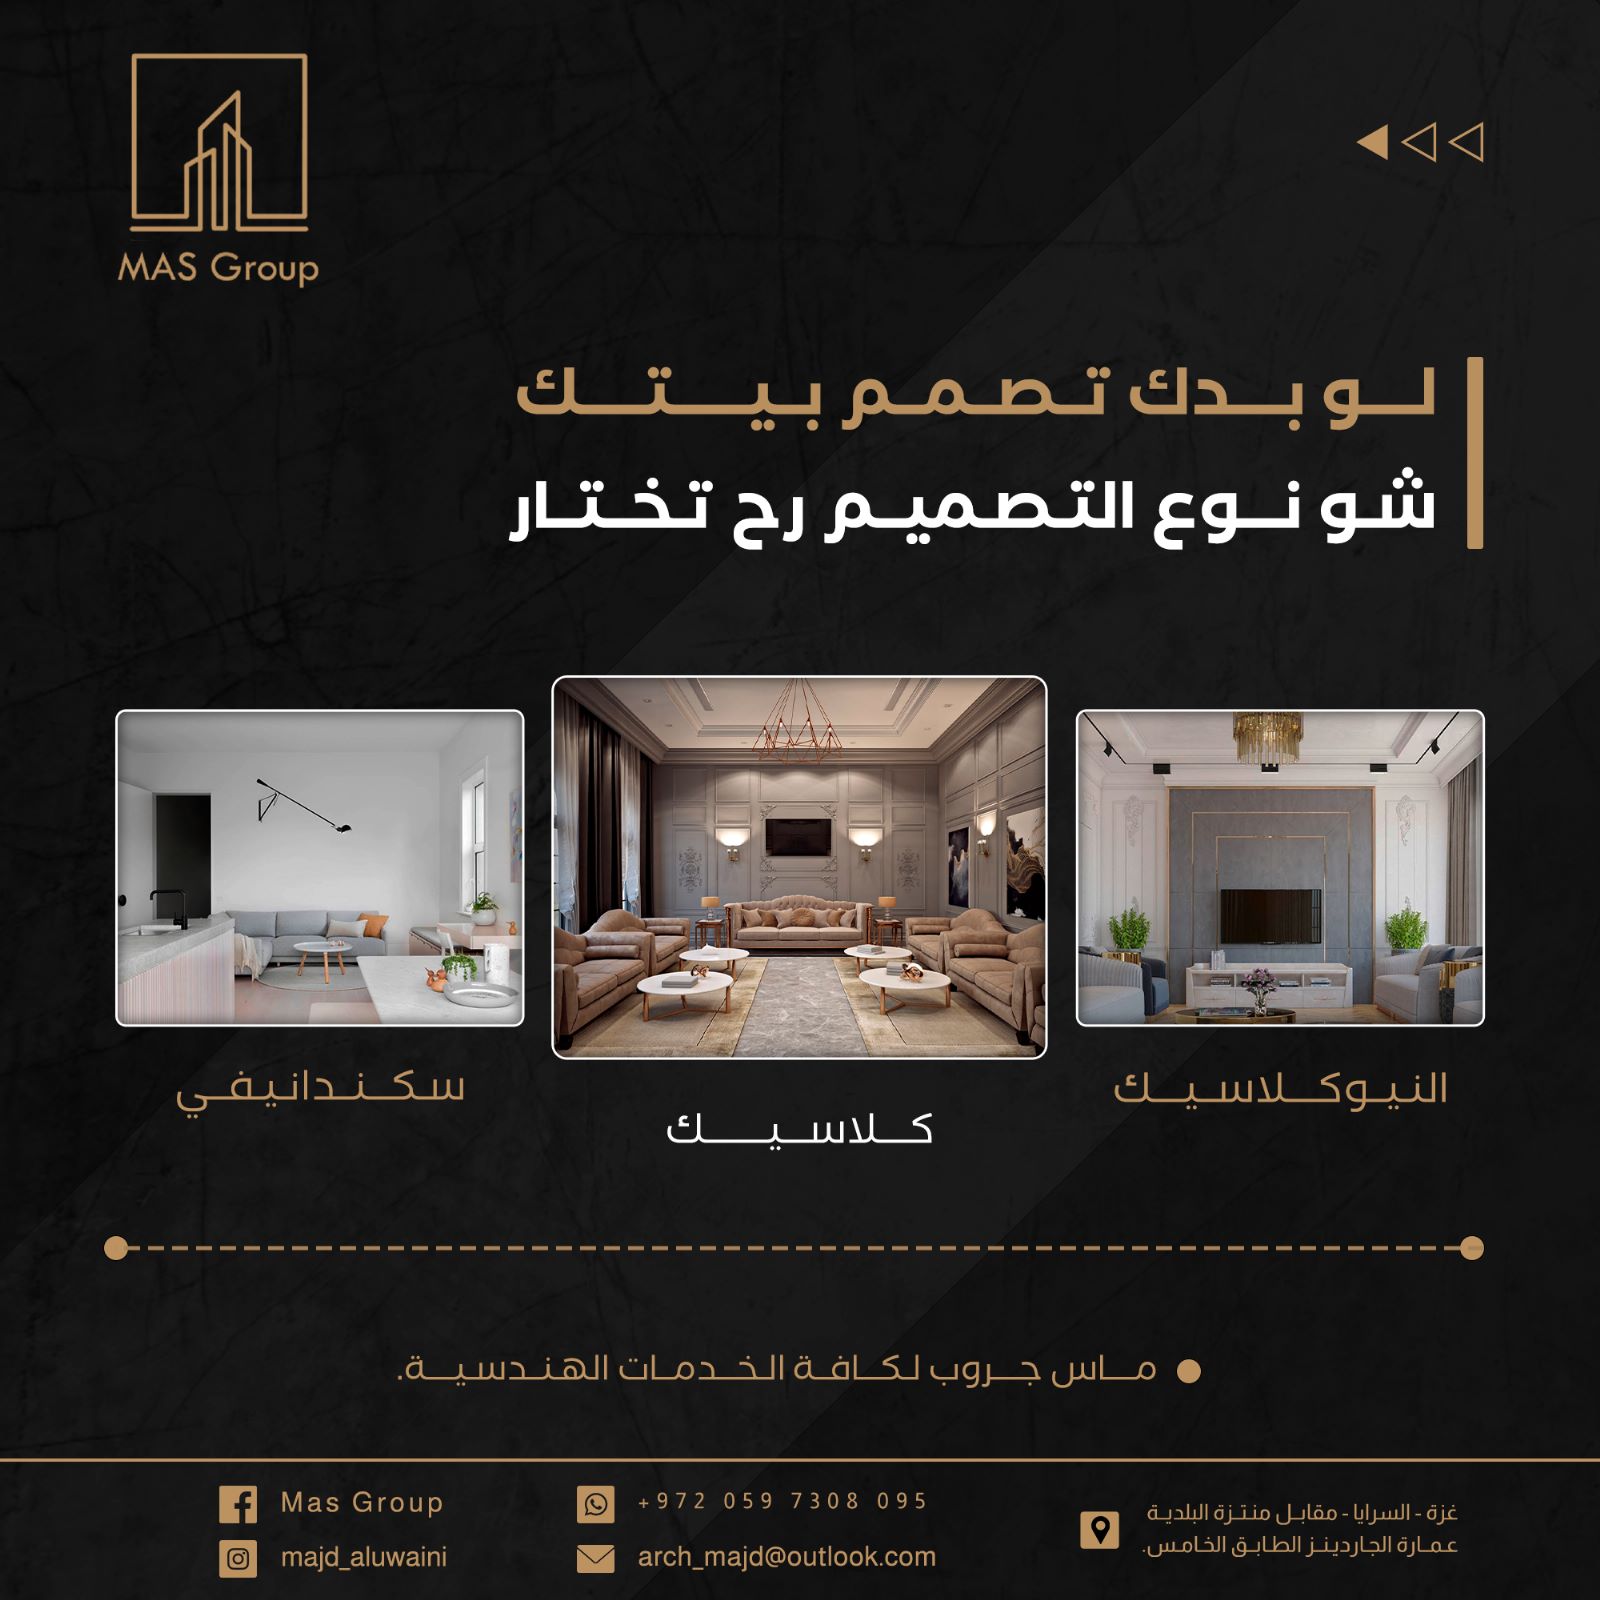 MAS Group
لو بدك تصمم بيتك
شو نوع التصميم رح تختار
النيوكلاسيك
كلاسيك
سكندانيفي
ماس جروب لكافة الخدمات الهندسية.
غزة - السرايا - مقابل منتزة البلدية
عمارة الجاردينز الطابق الخامس.
+972 059 7308 095
arch_majd@outlook.com
Mas Group
majd_aluwaini